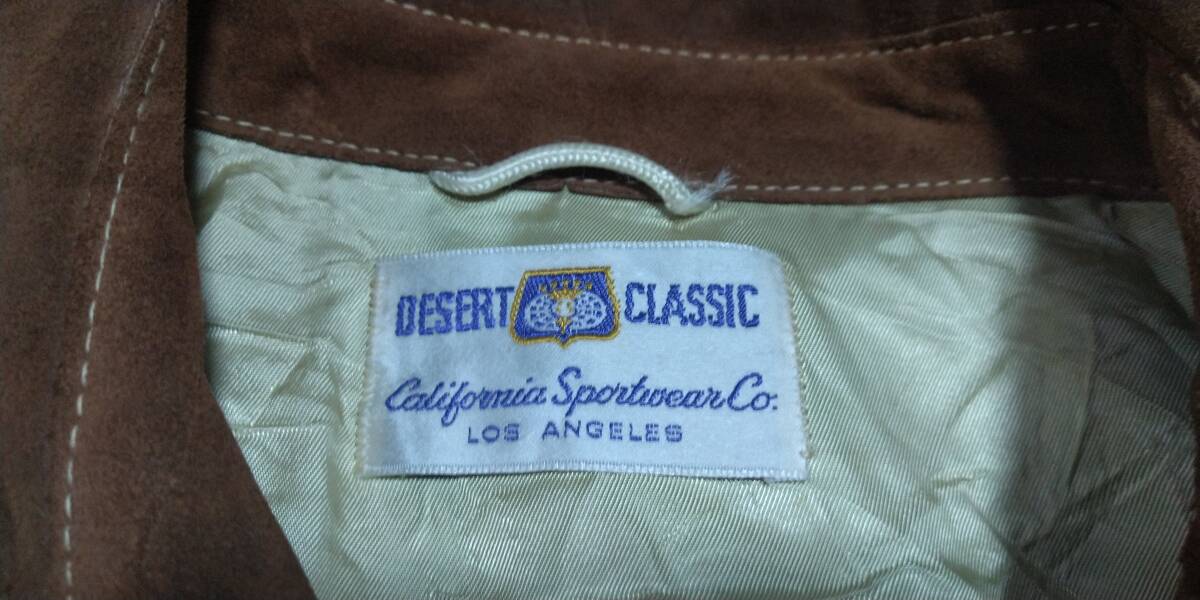 DESERT CLASSIC
California Sportwear Co.
LOS ANGELES